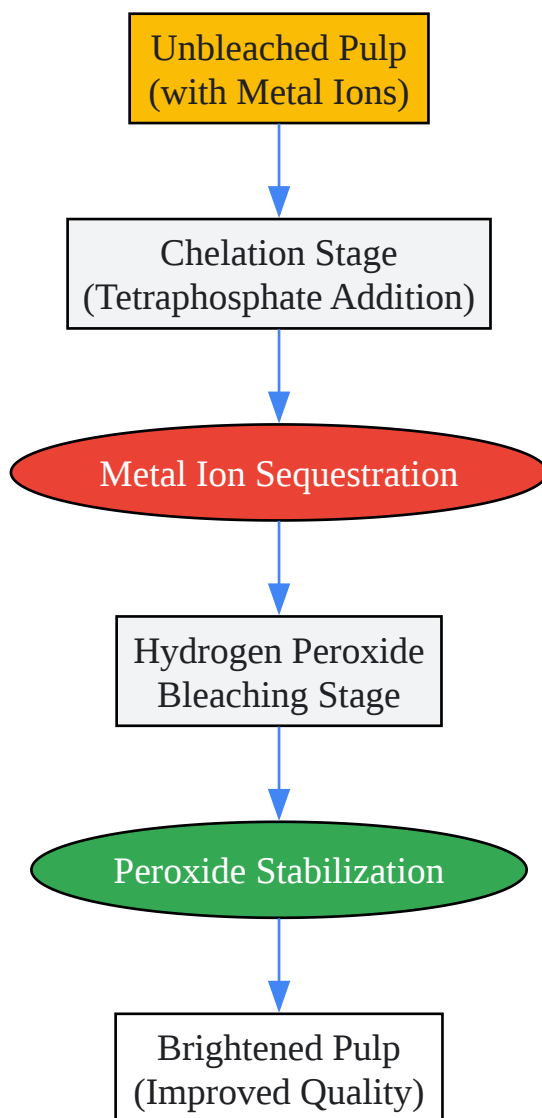 Unbleached Pulp
(with Metal Ions)
Chelation Stage
(Tetraphosphate Addition)
Metal Ion Sequestration
Hydrogen Peroxide
Bleaching Stage
Peroxide Stabilization
Brightened Pulp
(Improved Quality)